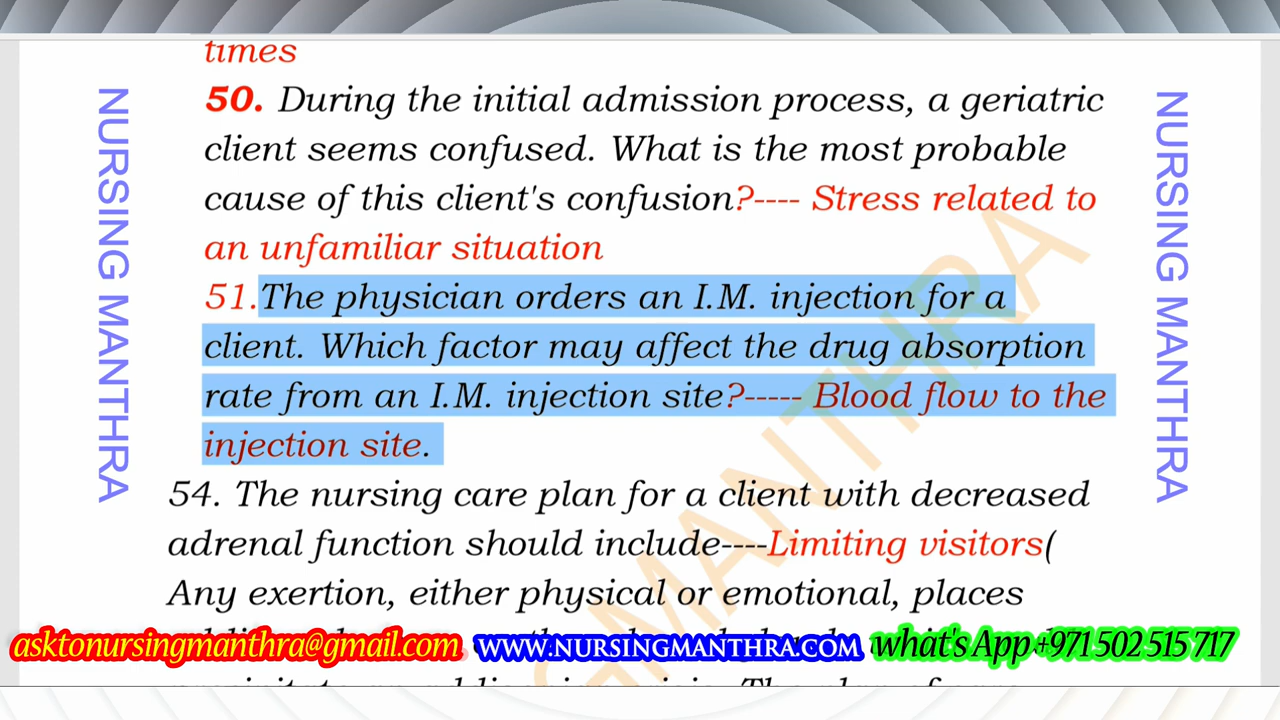 times
50. During the initial admission process, a geriatric
client seems confused. What is the most probable
cause of this client's confusion?---- Stress related to
an unfamiliar situation
51.The physician orders an I.M. injection for a
client. Which factor may affect the drug absorption
rate from an I.M. injection site?----- Blood flow to the
injection site.
54. The nursing care plan for a client with decreased
adrenal function should include----Limiting visitors(
Any exertion, either physical or emotional, places
NURSING MANTHRA
NURSING MANTHRA
asktonursingmanthra@gmail.com
www.NURSINGMANTHRA.COM
what's App +971 502 515 717